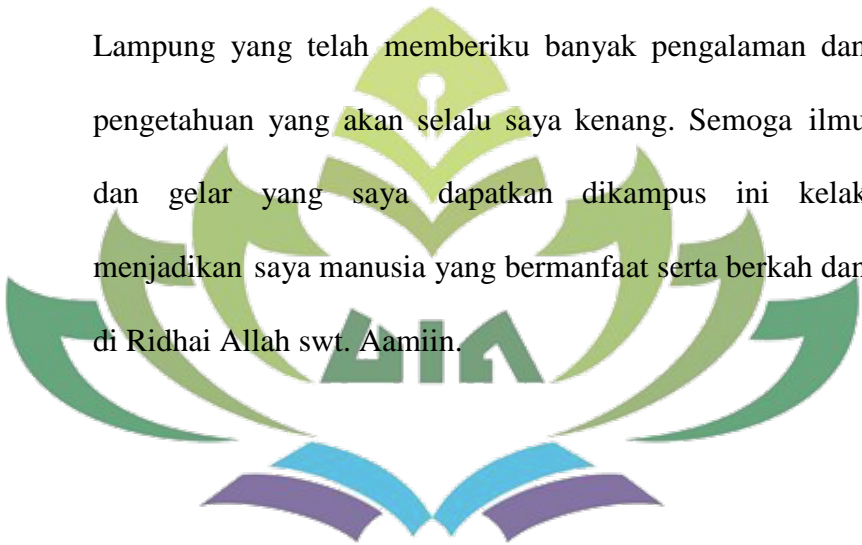 Lampung yang telah memberiku banyak pengalaman dan
pengetahuan yang akan selalu saya kenang. Semoga ilmu
dan gelar yang saya dapatkan dikampus ini kelak
menjadikan saya manusia yang bermanfaat serta berkah dan
di Ridhai Allah swt. Aamiin.